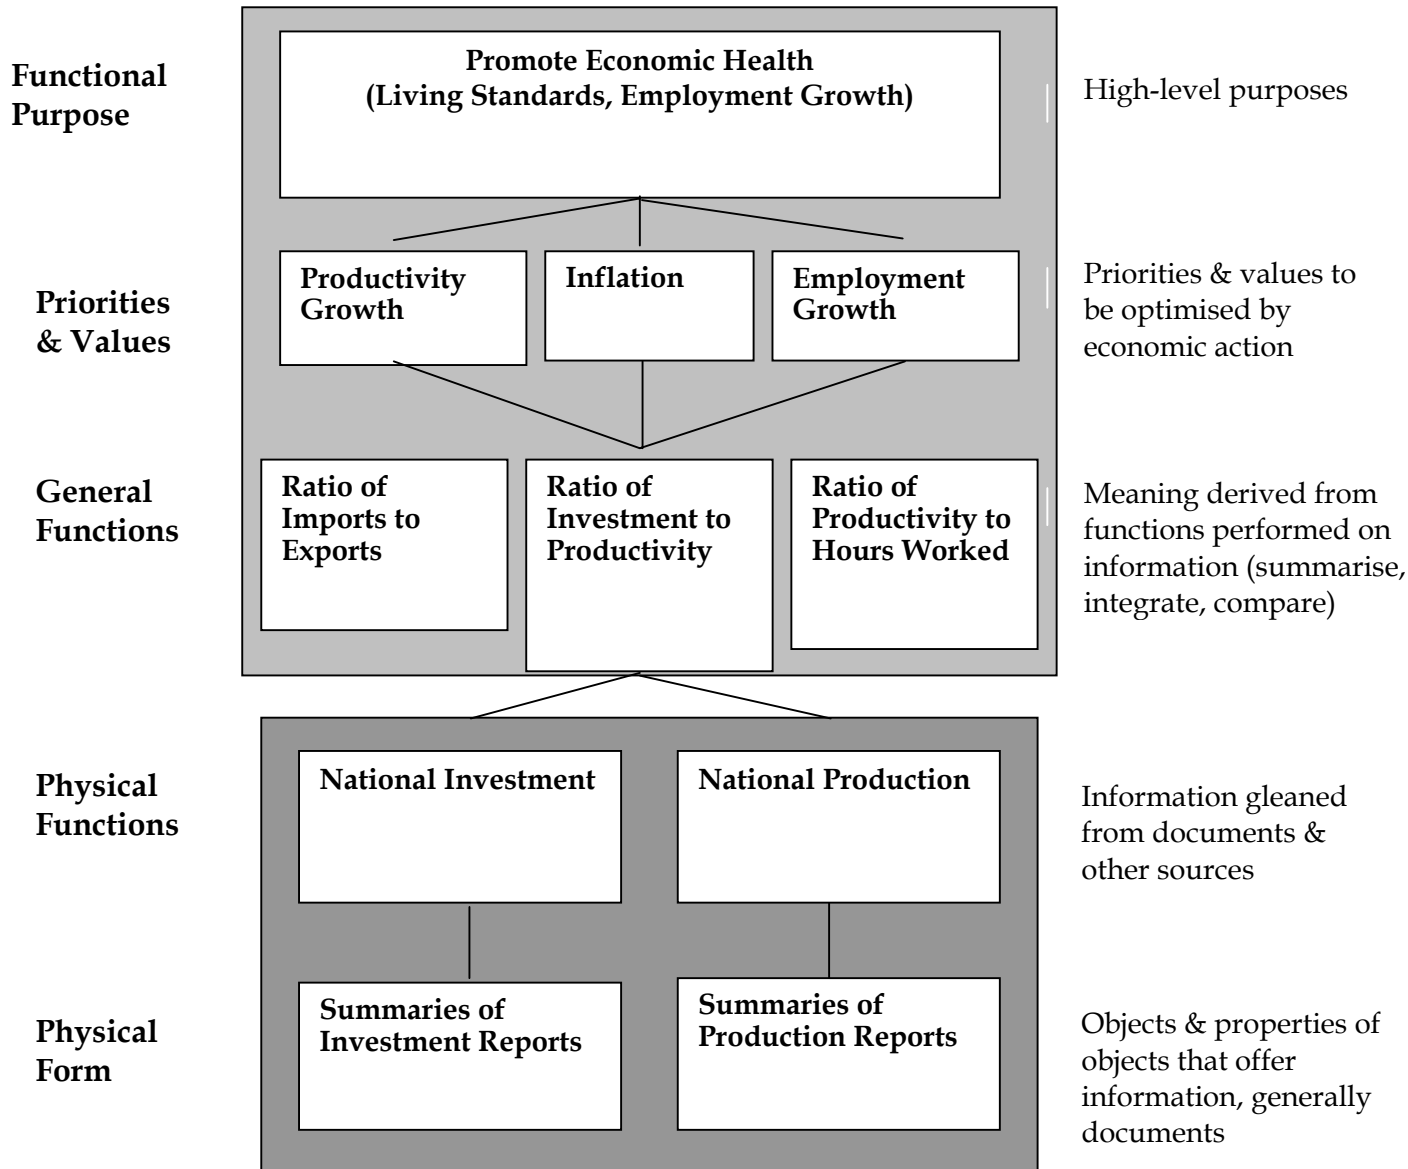 Functional
Purpose
Promote Economic Health
(Living Standards, Employment Growth)
High-level purposes
Priorities
& Values
Productivity
Growth
Inflation
Employment
Growth
Priorities & values to
be optimised by
economic action
General
Functions
Ratio of
Imports to
Exports
Ratio of
Investment to
Productivity
Ratio of
Productivity to
Hours Worked
Meaning derived from
functions performed on
information (summarise,
integrate, compare)
Physical
Functions
National Investment
National Production
Information gleaned
from documents &
other sources
Physical
Form
Summaries of
Investment Reports
Summaries of
Production Reports
Objects & properties of
objects that offer
information, generally
documents